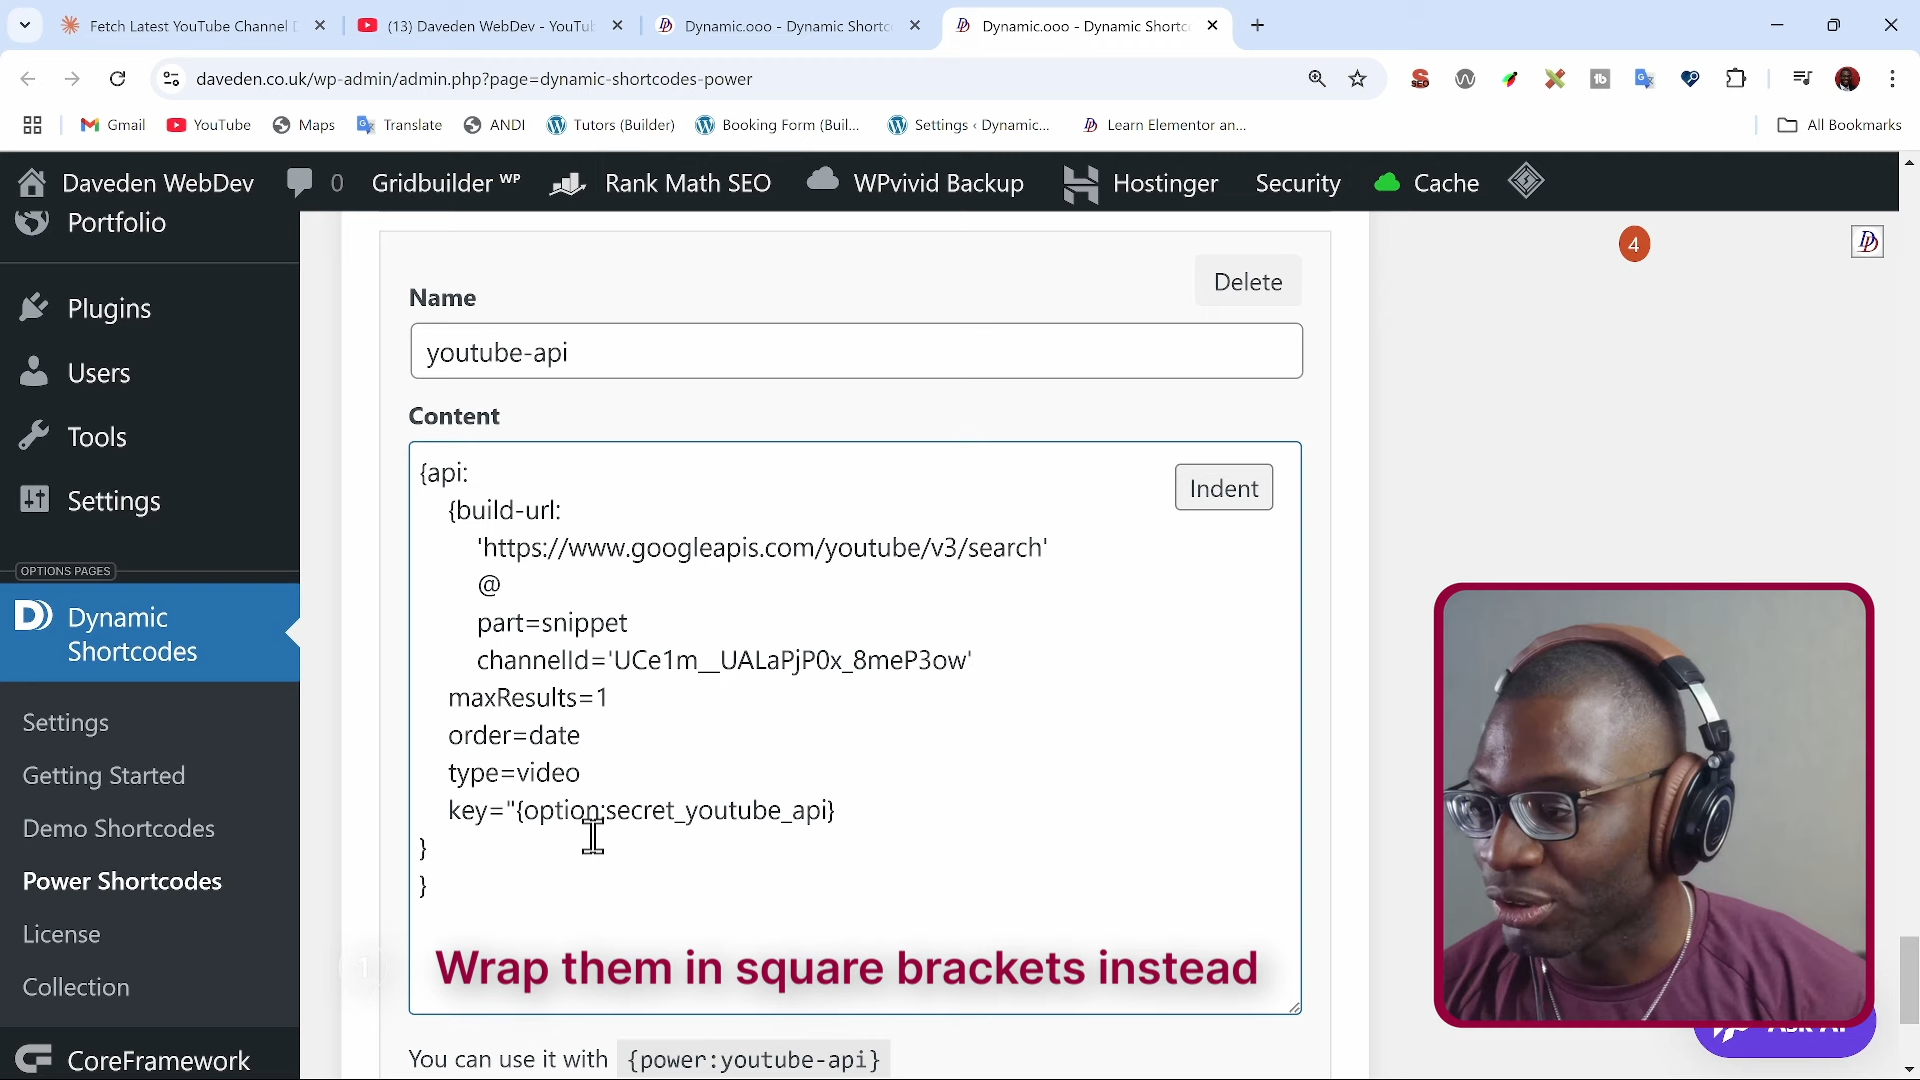 Fetch Latest YouTube Channel D
(13) Daveden WebDev - YouTub
Dynamic.ooo - Dynamic Shortco
Dynamic.ooo - Dynamic Shortco
daveden.co.uk/wp-admin/admin.php?page=dynamic-shortcodes-power
Gmail
YouTube
Maps
Translate
ANDI
Tutors (Builder)
Booking Form (Buil...
Settings ‹ Dynamic...
Learn Elementor an...
All Bookmarks
Daveden WebDev
0
Gridbuilder WP
Rank Math SEO
WPvivid Backup
Hostinger
Security
Cache
Portfolio
Plugins
Users
Tools
Settings
OPTIONS PAGES
Dynamic
Shortcodes
Settings
Getting Started
Demo Shortcodes
Power Shortcodes
License
Collection
CoreFramework
4
Delete
Name
youtube-api
Content
Indent
{api:
{build-url:
'https://www.googleapis.com/youtube/v3/search'
@
part=snippet
channelId='UCe1m__UALaPjP0x_8meP3ow'
maxResults=1
order=date
type=video
key="{option:secret_youtube_api}
}
}
Wrap them in square brackets instead
You can use it with {power:youtube-api}